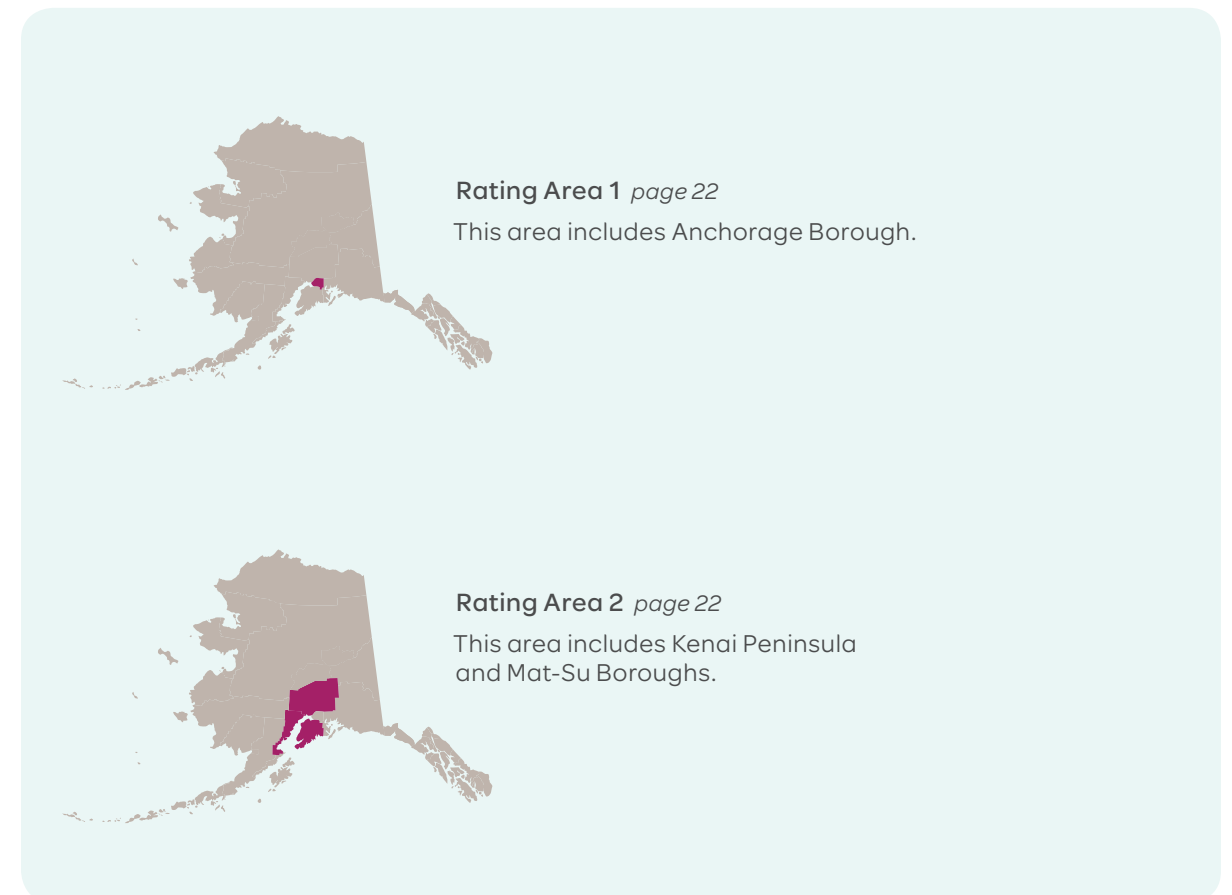 Rating Area 1 page 22
This area includes Anchorage Borough.
Rating Area 2 page 22
This area includes Kenai Peninsula
and Mat-Su Boroughs.